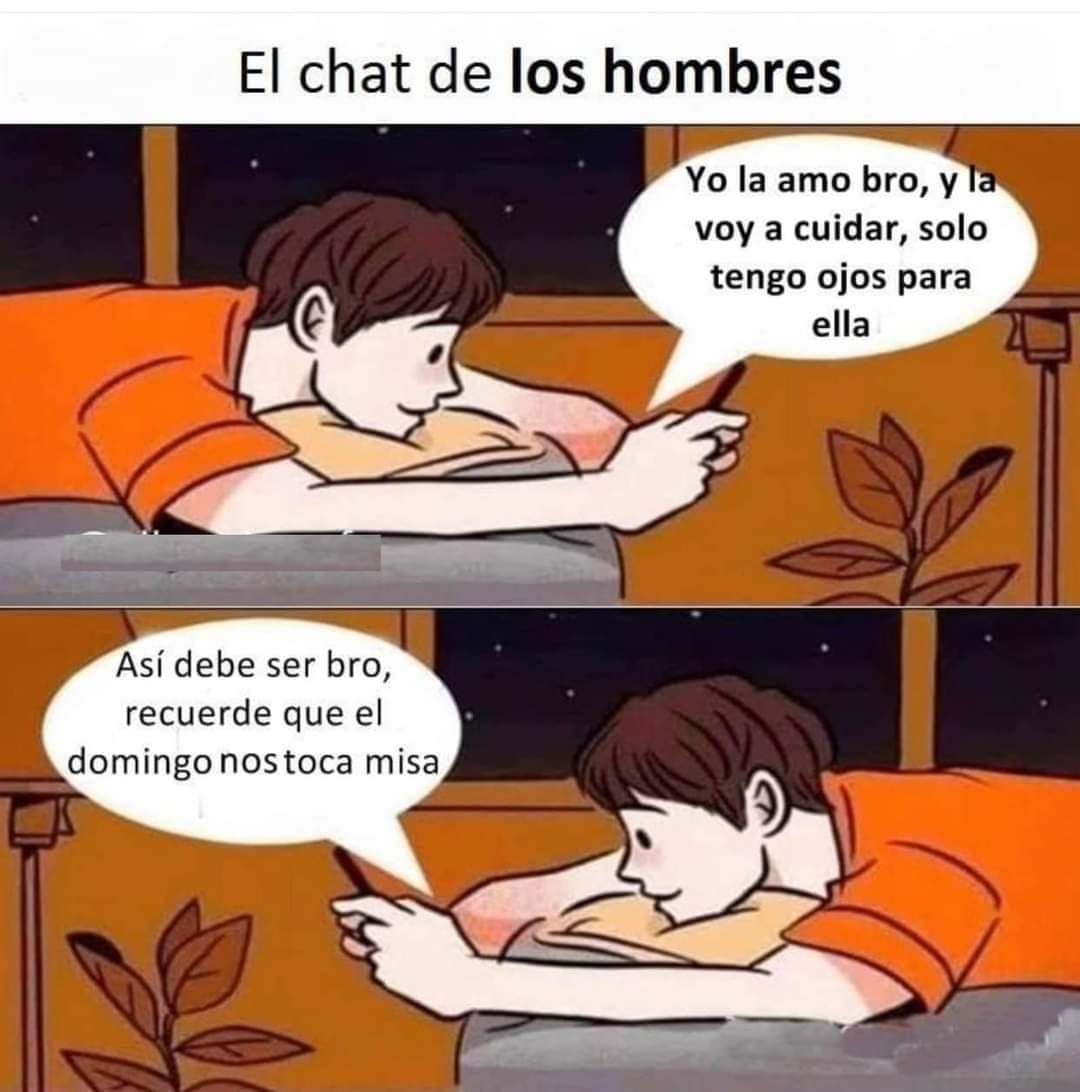 El chat de los hombres
Yo la amo bro, y la
voy a cuidar, solo
tengo ojos para
ella
Así debe ser bro,
recuerde que el
domingo nos toca misa